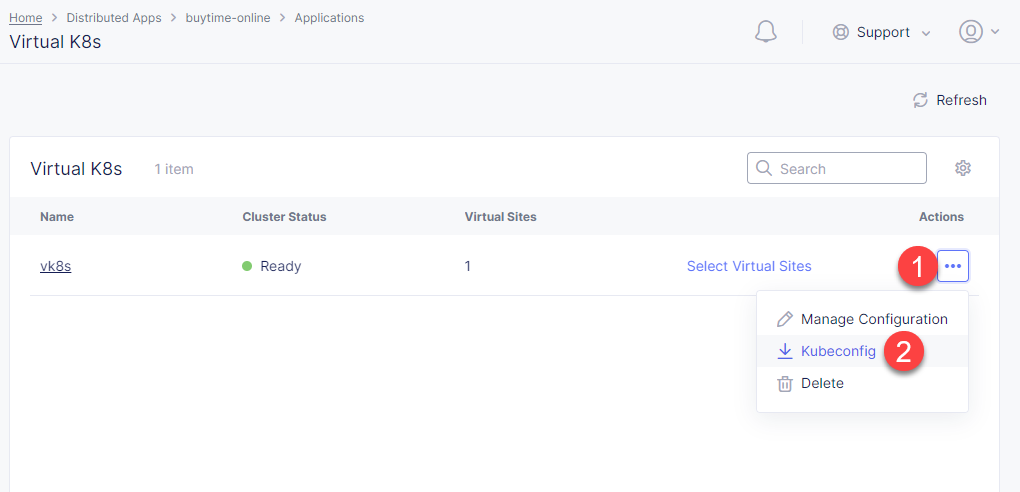 Home > Distributed Apps > buytime-online > Applications
Virtual K8s
Support
Refresh
Virtual K8s 1 item Search
Name Cluster Status Virtual Sites Actions
vk8s Ready 1 Select Virtual Sites 1 ...
Manage Configuration
Kubeconfig 2
Delete